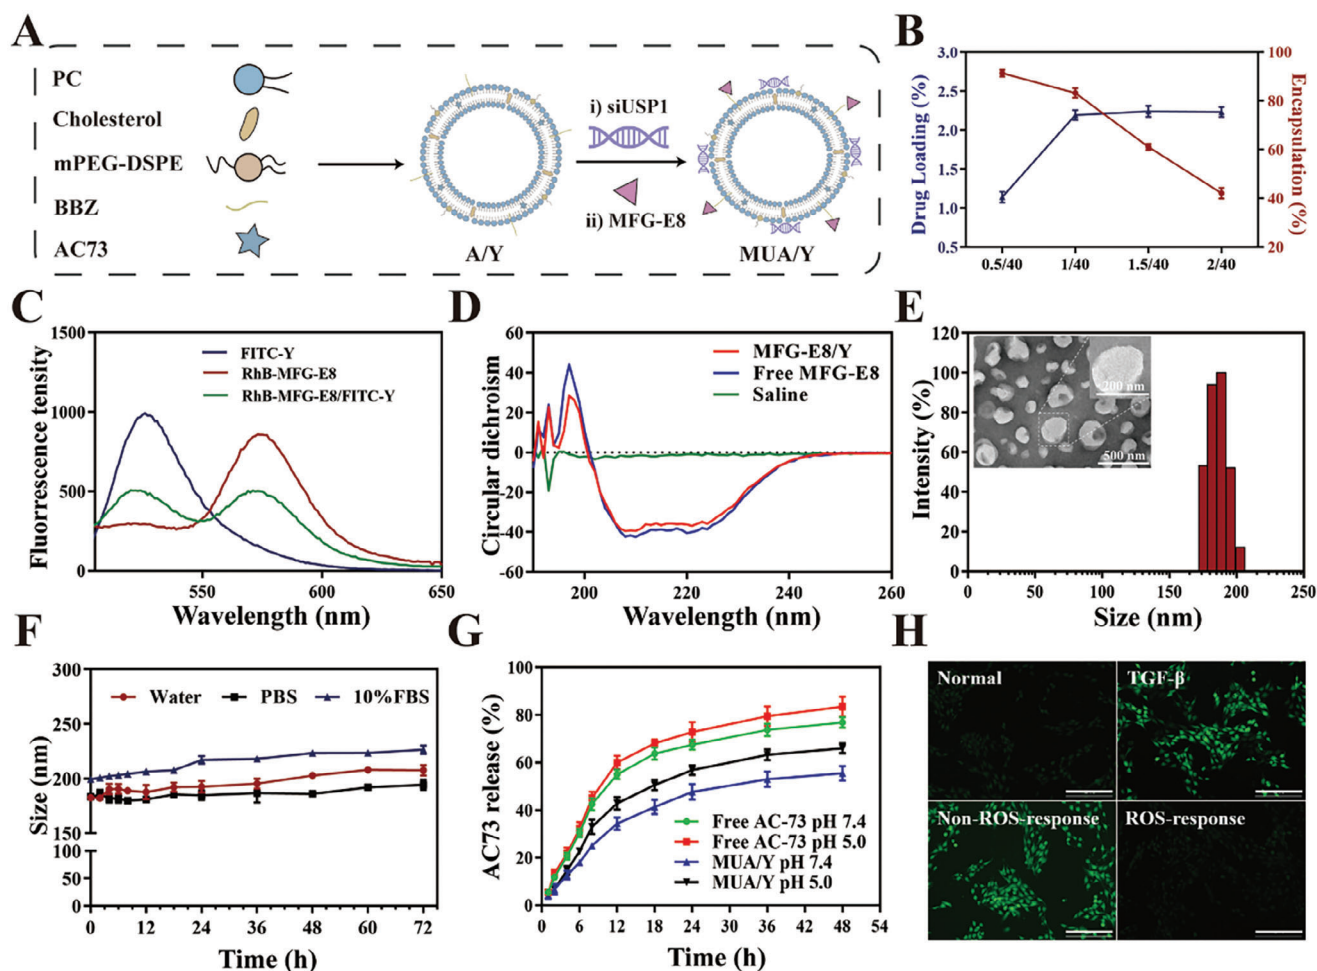 A
PC
Cholesterol
mPEG-DSPE
BBZ
AC73
A/Y
i) siUSP1
ii) MFG-E8
MUA/Y
B
Drug Loading (%)
3.0
2.5
2.0
1.5
1.0
0.5
0.5/40 1/40 1.5/40 2/40
100
80
60
40
20
Encapsulation (%)
C
Fluorescence tensity
1500
1000
500
0
FITC-Y
RhB-MFG-E8
RhB-MFG-E8/FITC-Y
550 600 650
Wavelength (nm)
D
Circular dichroism
60
40
20
0
-20
-40
-60
MFG-E8/Y
Free MFG-E8
Saline
200 220 240 260
Wavelength (nm)
E
Intensity (%)
120
100
80
60
40
20
0
200 nm
500 nm
0 50 100 150 200 250
Size (nm)
F
Size (nm)
300
250
200
150
100
50
0
Water PBS 10%FBS
0 12 24 36 48 60 72
Time (h)
G
AC73 release (%)
100
80
60
40
20
0
Free AC-73 pH 7.4
Free AC-73 pH 5.0
MUA/Y pH 7.4
MUA/Y pH 5.0
0 6 12 18 24 30 36 42 48 54
Time (h)
H
Normal
TGF-β
Non-ROS-response
ROS-response